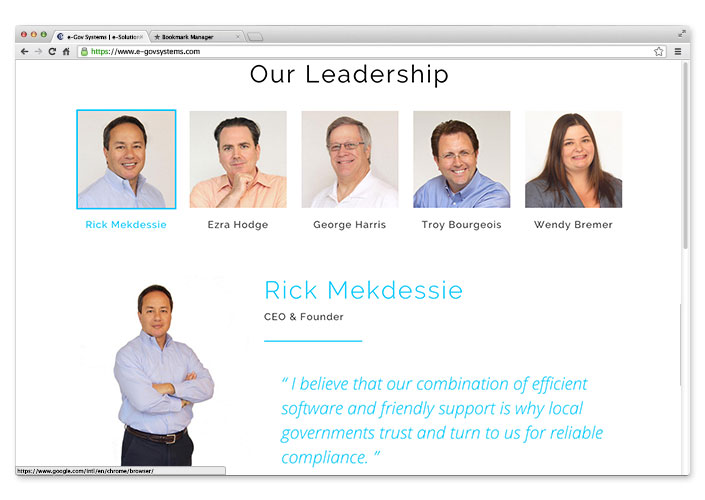 e-Gov Systems | e-Solution
Bookmark Manager
https://www.e-govsystems.com
Our Leadership
Rick Mekdessie
Ezra Hodge
George Harris
Troy Bourgeois
Wendy Bremer
Rick Mekdessie
CEO & Founder
“ I believe that our combination of efficient
software and friendly support is why local
governments trust and turn to us for reliable
compliance. ”
https://www.google.com/intl/en/chrome/browser/